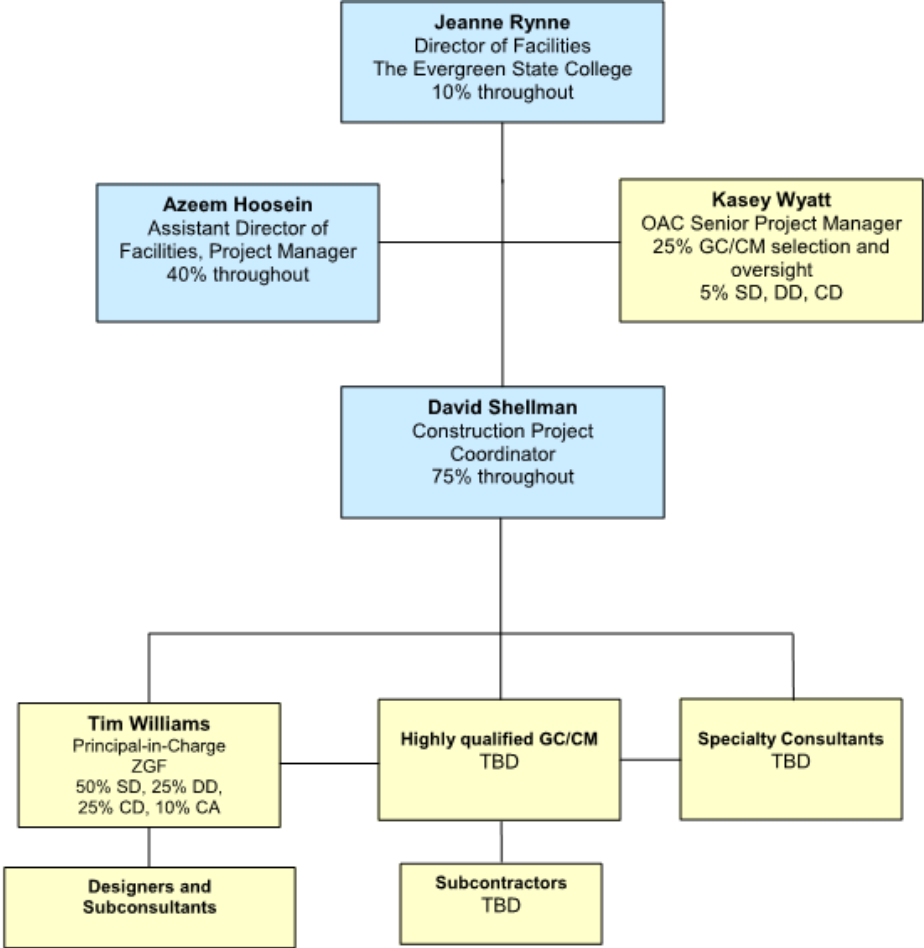 Jeanne Rynne
Director of Facilities
The Evergreen State College
10% throughout
Azeem Hoosein
Assistant Director of
Facilities, Project Manager
40% throughout
Kasey Wyatt
OAC Senior Project Manager
25% GC/CM selection and
oversight
5% SD, DD, CD
David Shellman
Construction Project
Coordinator
75% throughout
Tim Williams
Principal-in-Charge
ZGF
50% SD, 25% DD,
25% CD, 10% CA
Highly qualified GC/CM
TBD
Specialty Consultants
TBD
Designers and
Subconsultants
Subcontractors
TBD